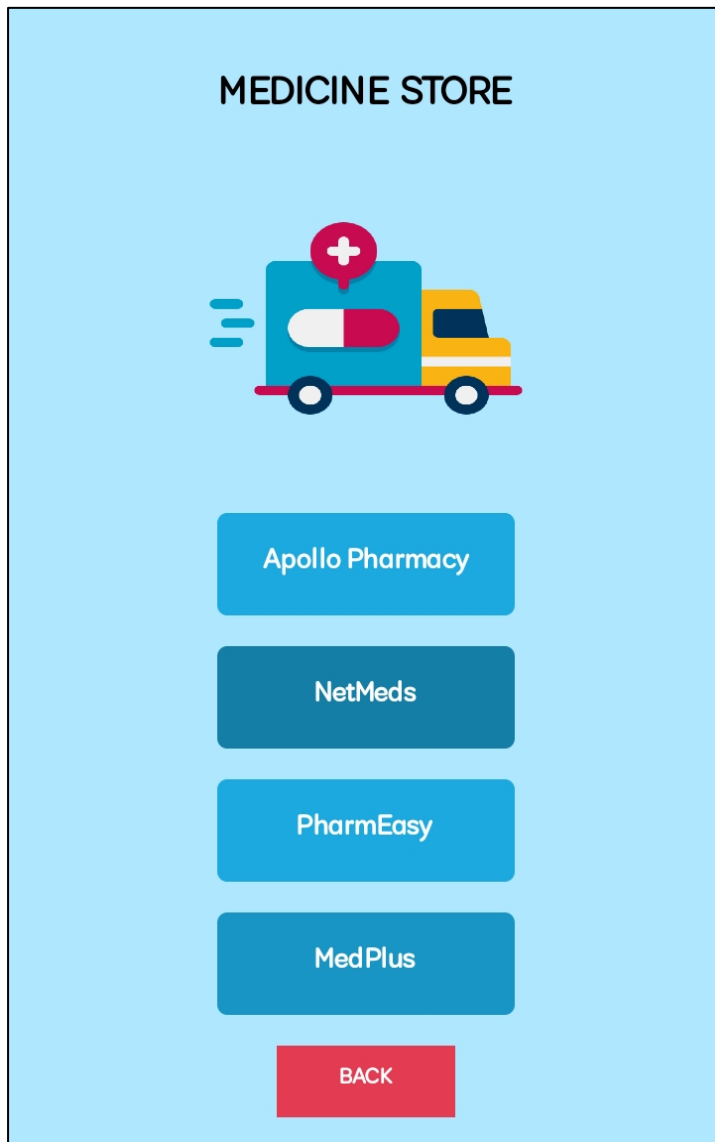 MEDICINE STORE
Apollo Pharmacy
NetMeds
PharmEasy
MedPlus
BACK